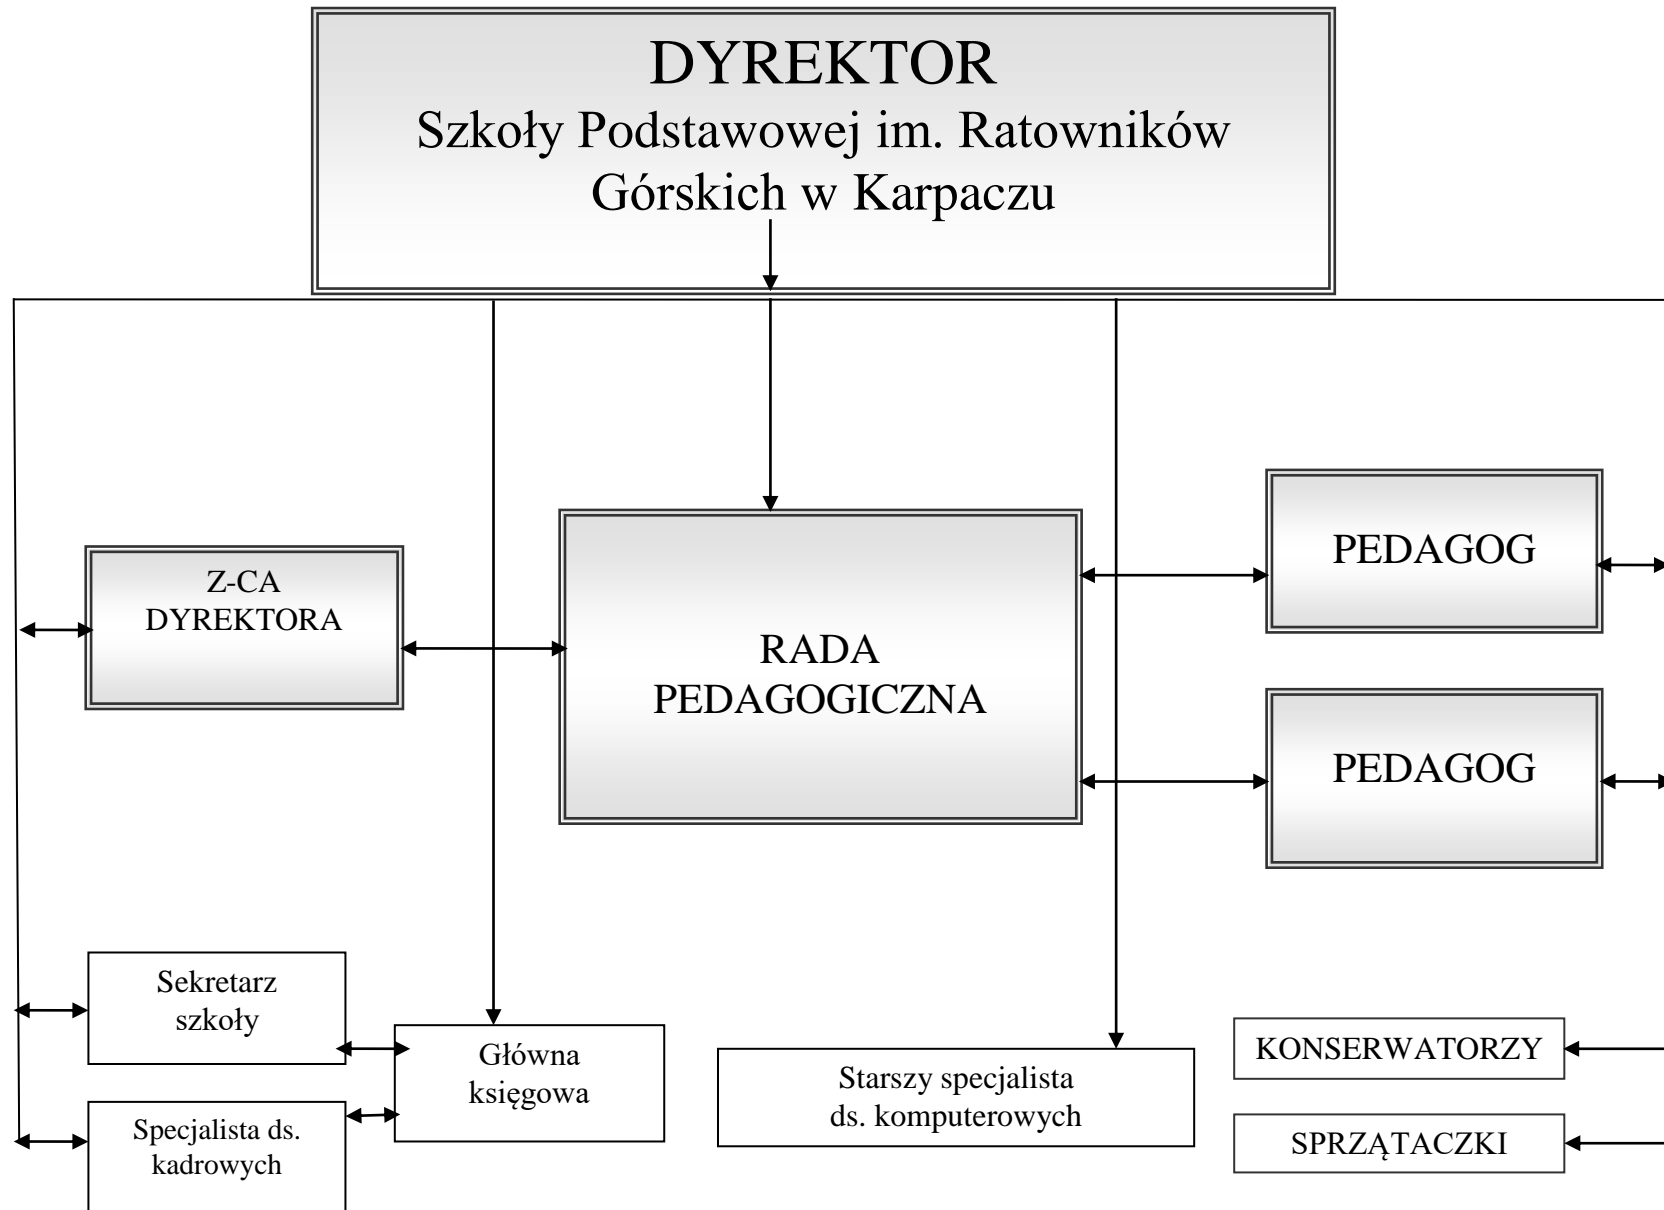 DYREKTOR
Szkoły Podstawowej im. Ratowników
Górskich w Karpaczu
Z-CA
DYREKTORA
RADA
PEDAGOGICZNA
PEDAGOG
PEDAGOG
Sekretarz
szkoły
Główna
księgowa
Specjalista ds.
kadrowych
Starszy specjalista
ds. komputerowych
KONSERWATORZY
SPRZĄTACZKI